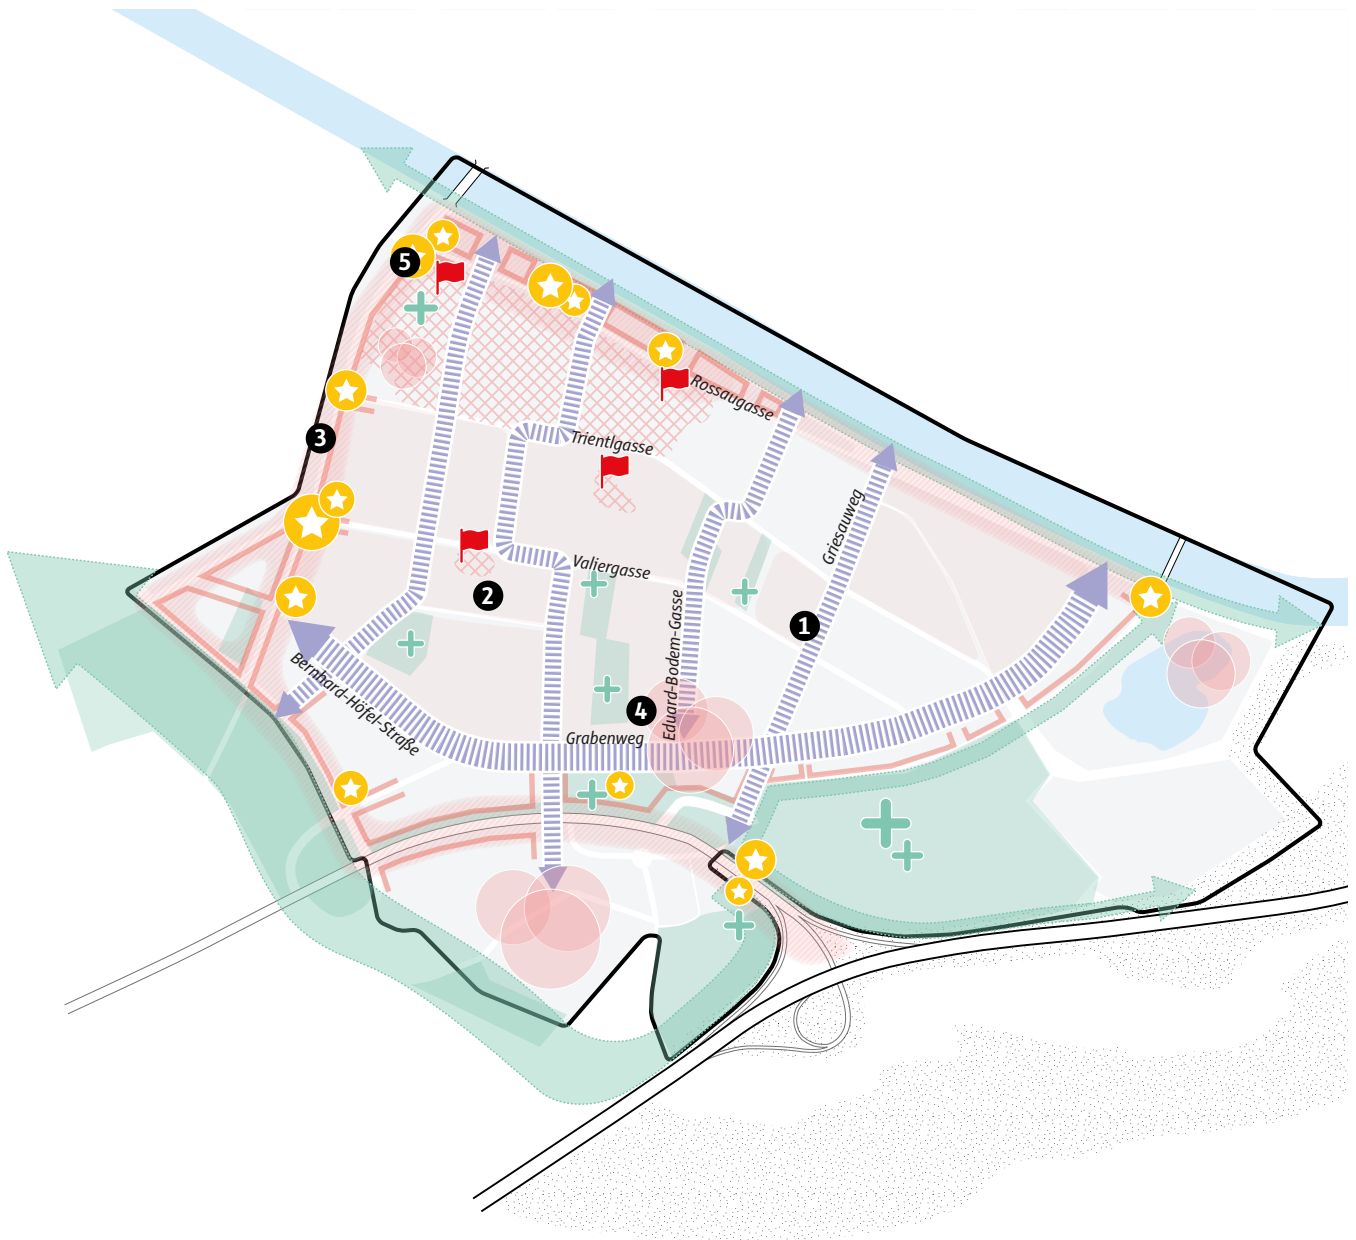 5
Rossaugasse
3
Trientlgasse
Griesauweg
Valiergasse
2
Eduard-Bodem-Gasse
1
Bernhard-Höfel-Straße
4
Grabenweg